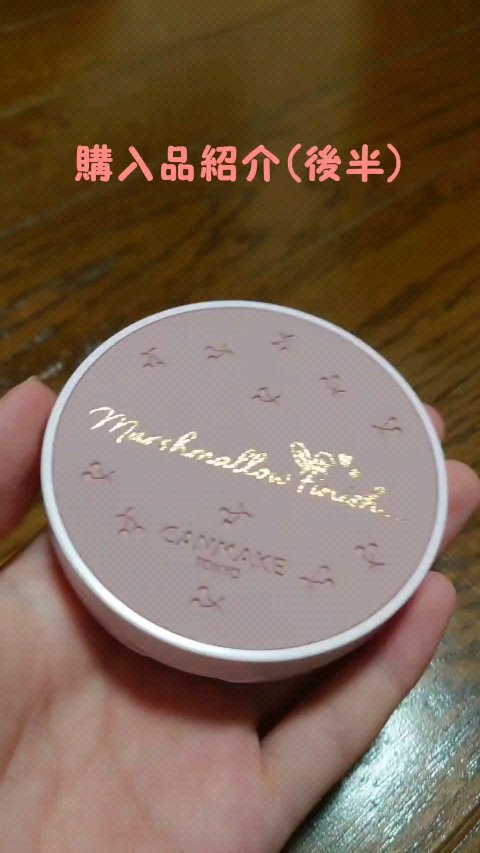 購入品紹介(後半)
Marshmallow finish...
CANMAKE
TOKYO